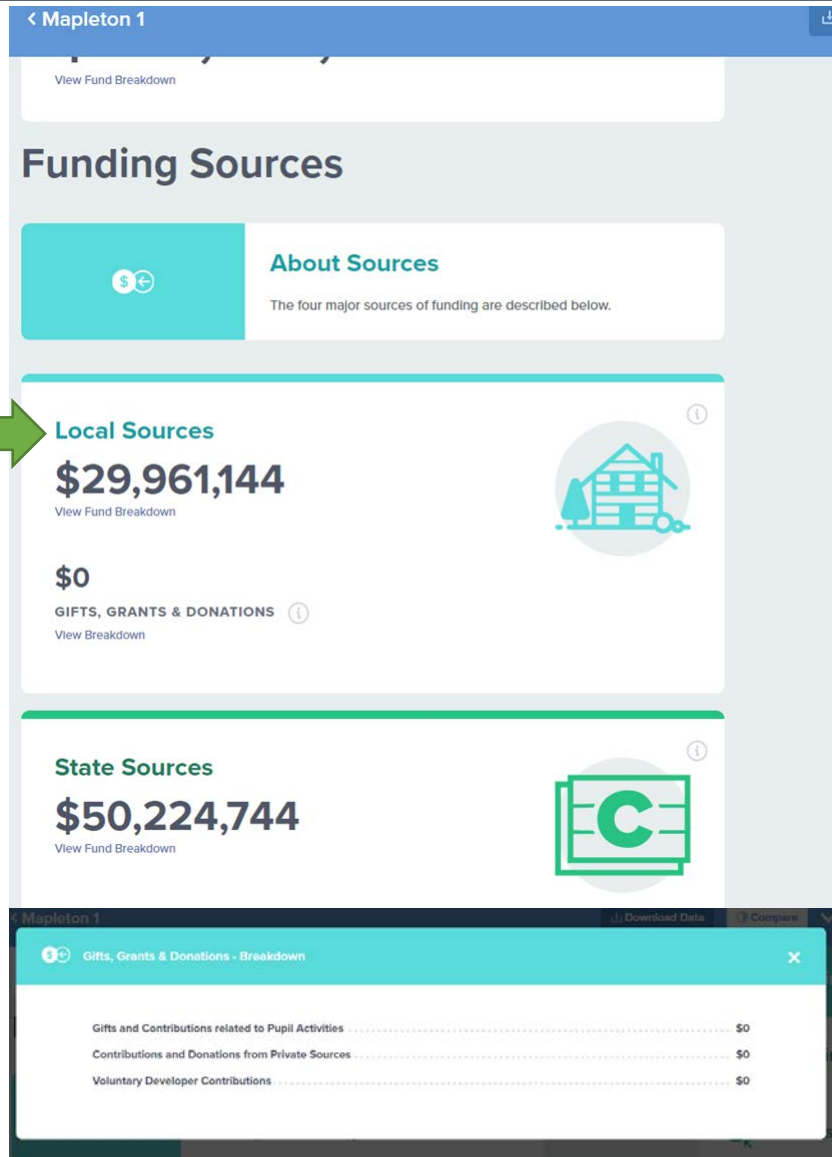 < Mapleton 1
View Fund Breakdown
Funding Sources
$
About Sources
The four major sources of funding are described below.
Local Sources
$29,961,144
View Fund Breakdown
$0
GIFTS, GRANTS & DONATIONS i
View Breakdown
State Sources
$50,224,744
View Fund Breakdown
C
< Mapleton 1
Download Data
Compare
Gifts, Grants & Donations - Breakdown
Gifts and Contributions related to Pupil Activities $0
Contributions and Donations from Private Sources $0
Voluntary Developer Contributions $0